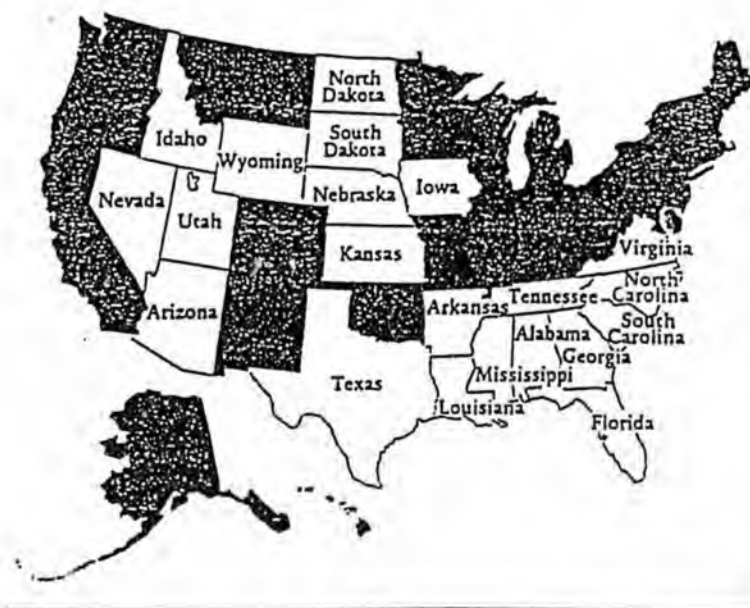 North
Dakota
South
Dakota
Idaho
Wyoming
Nebraska
Iowa
Nevada
Utah
Kansas
Virginia
Arizona
Arkansas
Tennessee
North
Carolina
South
Carolina
Alabama
Georgia
Texas
Mississippi
Louisiana
Florida